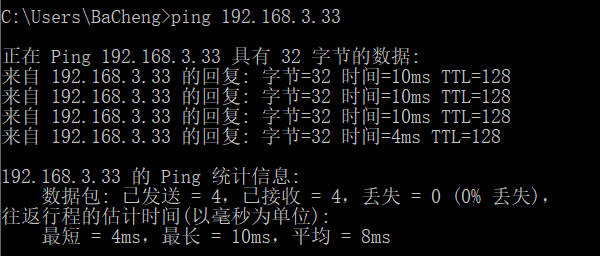 C:\Users\BaCheng>ping 192.168.3.33
正在 Ping 192.168.3.33 具有 32 字节的数据:
来自 192.168.3.33 的回复: 字节=32 时间=10ms TTL=128
来自 192.168.3.33 的回复: 字节=32 时间=10ms TTL=128
来自 192.168.3.33 的回复: 字节=32 时间=10ms TTL=128
来自 192.168.3.33 的回复: 字节=32 时间=4ms TTL=128
192.168.3.33 的 Ping 统计信息:
数据包: 已发送 = 4，已接收 = 4，丢失 = 0 (0% 丢失)，
往返行程的估计时间(以毫秒为单位):
最短 = 4ms，最长 = 10ms，平均 = 8ms